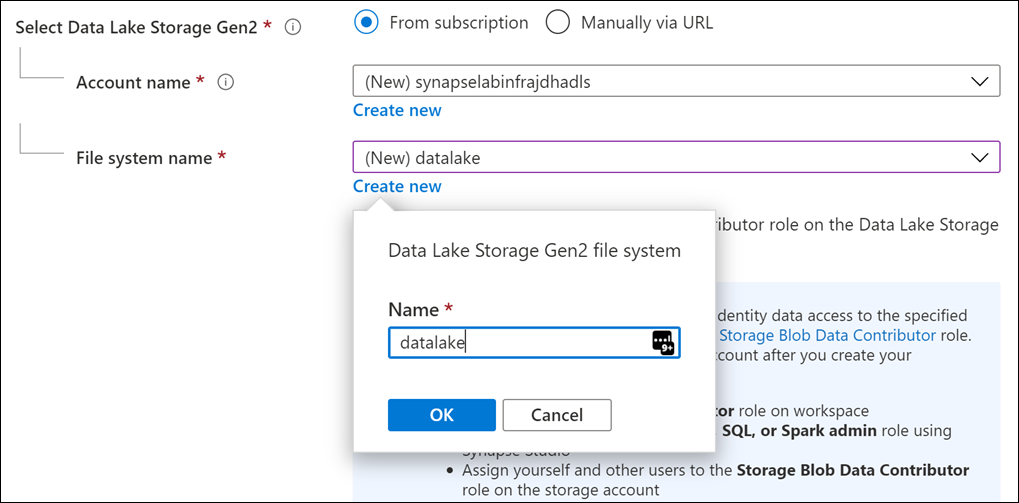 Select Data Lake Storage Gen2 *
From subscription
Manually via URL
Account name *
(New) synapselabinfrajdhadls
Create new
File system name *
(New) datalake
Create new
role on the Data Lake Storage
Data Lake Storage Gen2 file system
Name *
datalake
9+
OK
Cancel
data access to the specified
Storage Blob Data Contributor role.
after you create your
role on workspace
SQL, or Spark admin role using
Synapse Studio
• Assign yourself and other users to the Storage Blob Data Contributor
role on the storage account